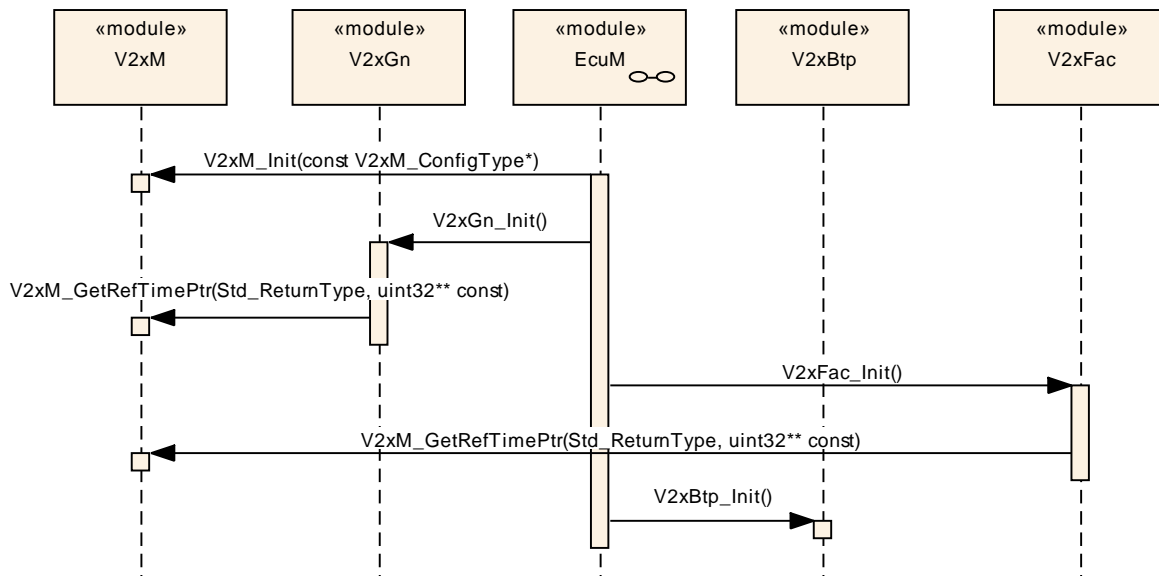 «module»
V2xM
«module»
V2xGn
«module»
EcuM
«module»
V2xBtp
«module»
V2xFac
V2xM_Init(const V2xM_ConfigType*)
V2xGn_Init()
V2xM_GetRefTimePtr(Std_ReturnType, uint32** const)
V2xFac_Init()
V2xM_GetRefTimePtr(Std_ReturnType, uint32** const)
V2xBtp_Init()